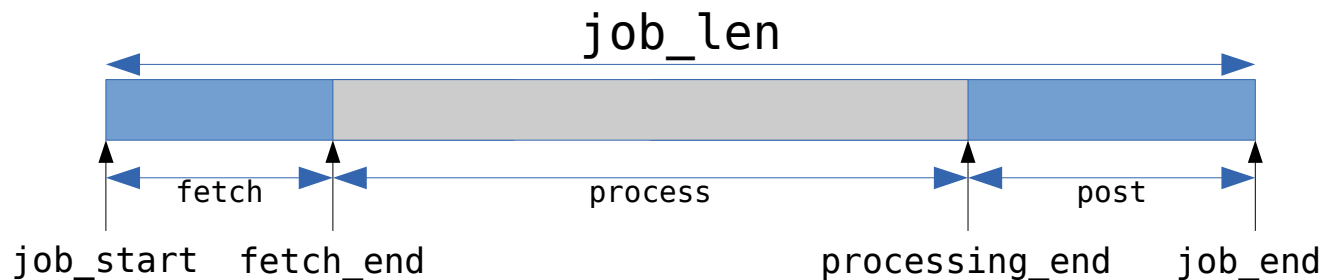 job_len
fetch process post
job_start fetch_end processing_end job_end